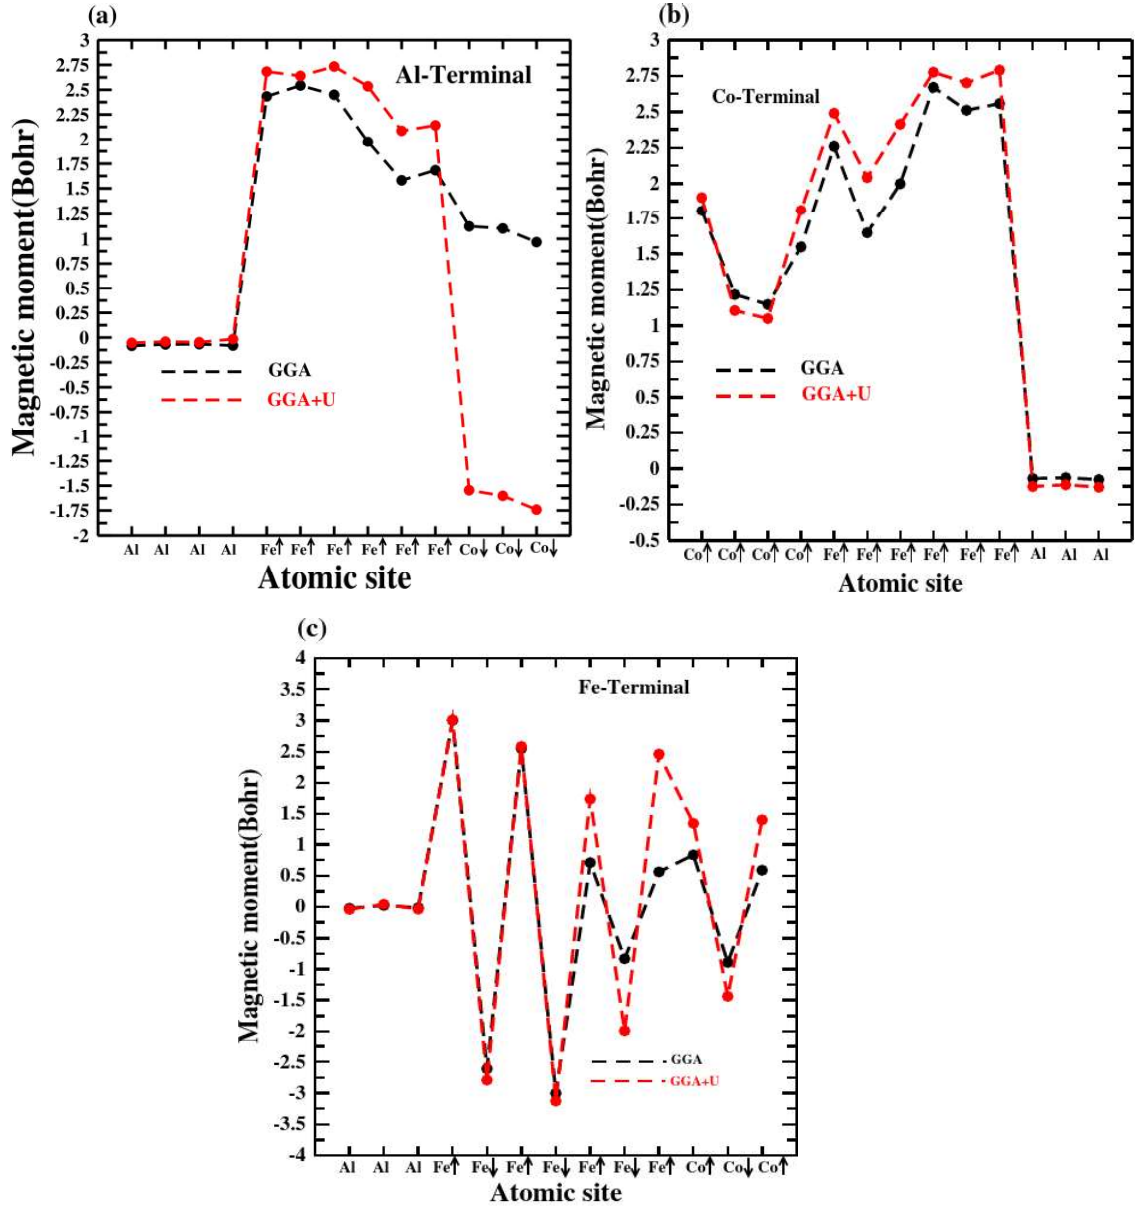 (a)
Al-Terminal
Magnetic moment(Bohr)
3
2.75
2.5
2.25
2
1.75
1.5
1.25
1
0.75
0.5
0.25
0
-0.25
-0.5
-0.75
-1
-1.25
-1.5
-1.75
-2
GGA
GGA+U
Al Al Al Al Fe↑ Fe↑ Fe↑ Fe↑ Fe↑ Fe↑ Co↓ Co↓ Co↓
Atomic site
(b)
Co-Terminal
Magnetic moment(Bohr)
3
2.75
2.5
2.25
2
1.75
1.5
1.25
1
0.75
0.5
0.25
0
-0.25
-0.5
GGA
GGA+U
Co↑ Co↑ Co↑ Co↑ Fe↑ Fe↑ Fe↑ Fe↑ Fe↑ Fe↑ Al Al Al
Atomic site
(c)
Fe-Terminal
Magnetic moment(Bohr)
4
3.5
3
2.5
2
1.5
1
0.5
0
-0.5
-1
-1.5
-2
-2.5
-3
-3.5
-4
GGA
GGA+U
Al Al Al Fe↑ Fe↓ Fe↑ Fe↓ Fe↑ Fe↓ Fe↑ Co↑ Co↓ Co↑
Atomic site